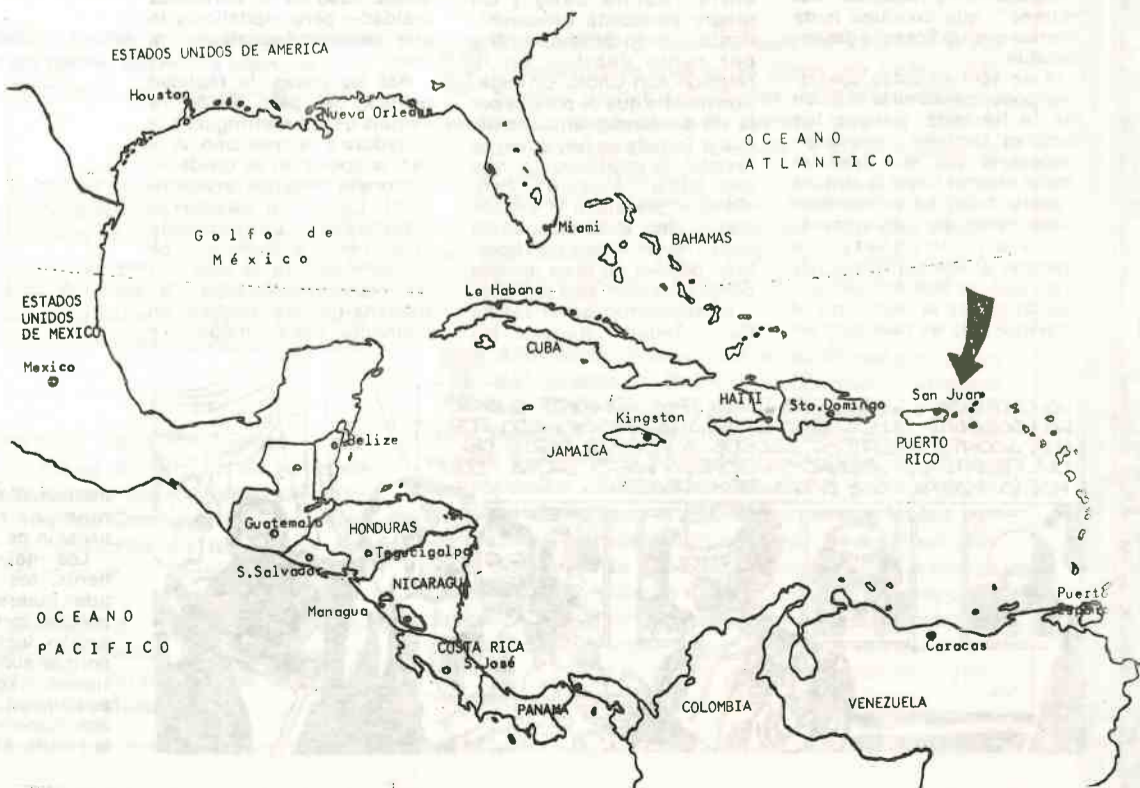 ESTADOS UNIDOS DE AMERICA
Houston
Nueva Orleans
OCEANO
ATLANTICO
Miami
Golfo de
México
BAHAMAS
La Habana
ESTADOS
UNIDOS
DE MEXICO
CUBA
Mexico
San Juan
HAITI
Sto.Domingo
Kingston
Belize
JAMAICA
PUERTO
RICO
Guatemala
HONDURAS
Tegucigalpa
S.Salvador
NICARAGUA
Puerto
Managua
OCEANO
PACIFICO
COSTA RICA
S.José
Caracas
PANAMA
COLOMBIA
VENEZUELA